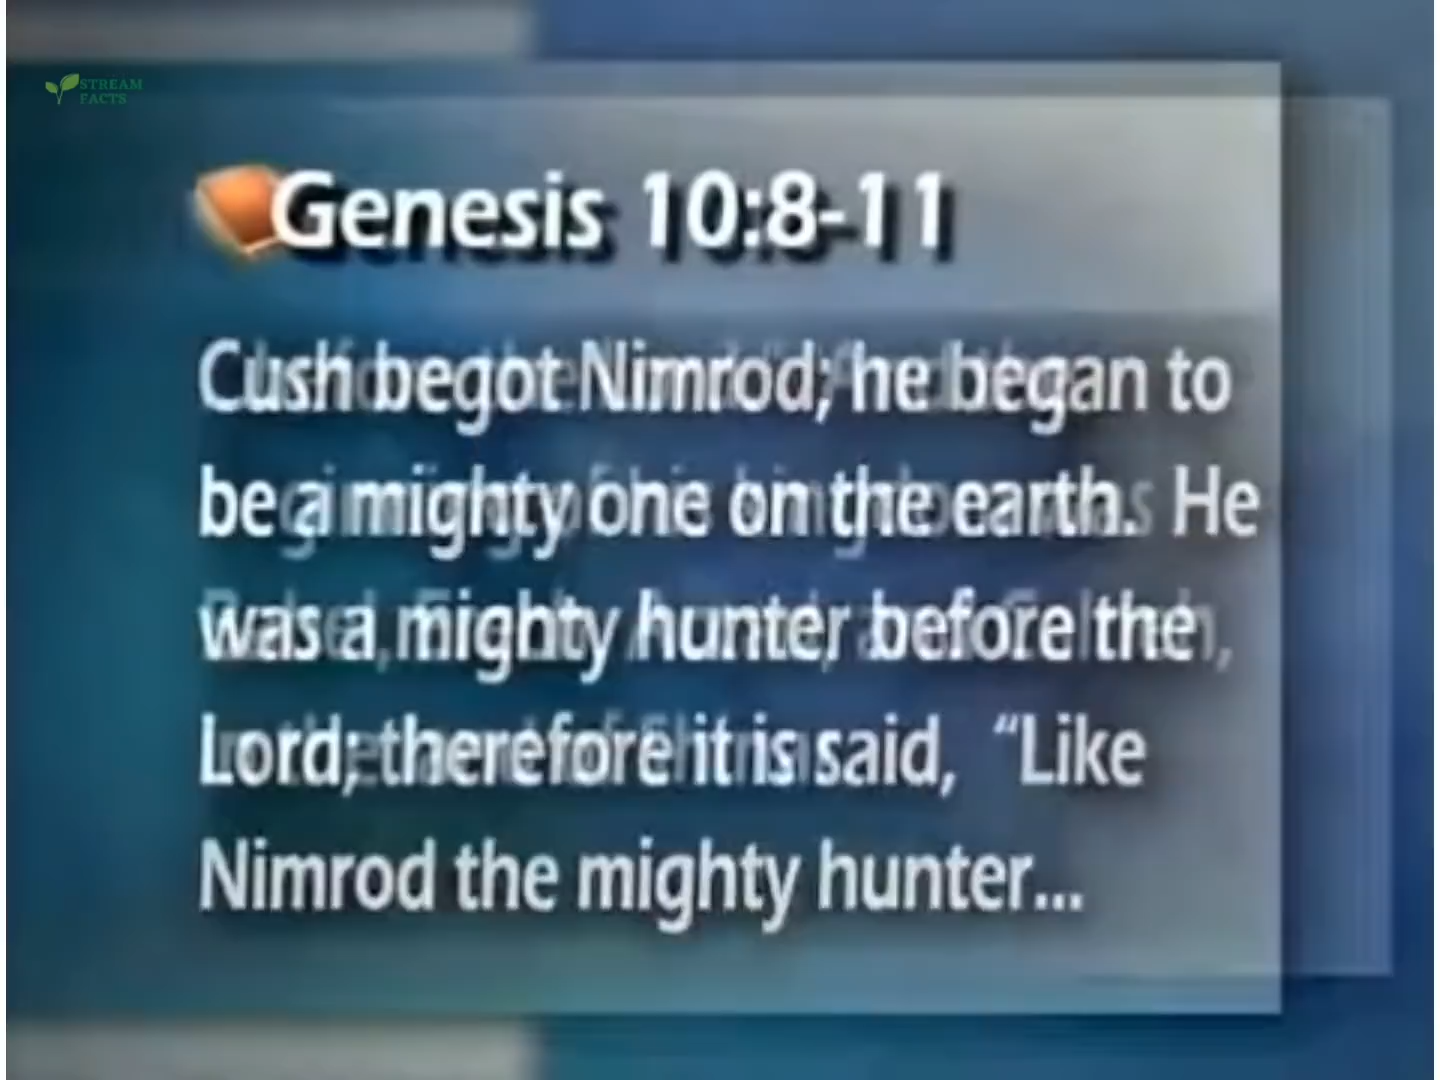 STREAM
FACTS
Genesis 10:8-11
Cush begot Nimrod; he began to
be a mighty one on the earth. He
was a mighty hunter before the
Lord; therefore it is said, “Like
Nimrod the mighty hunter...